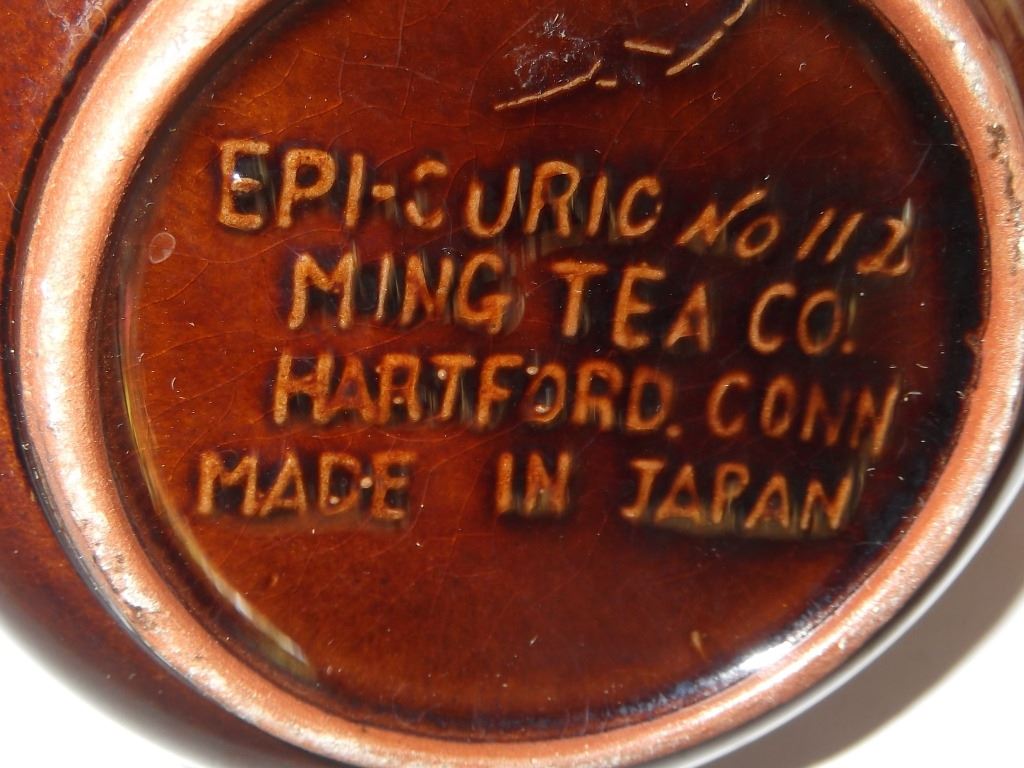 EPI-CURIC No 112
MING TEA CO.
HARTFORD. CONN
MADE IN JAPAN